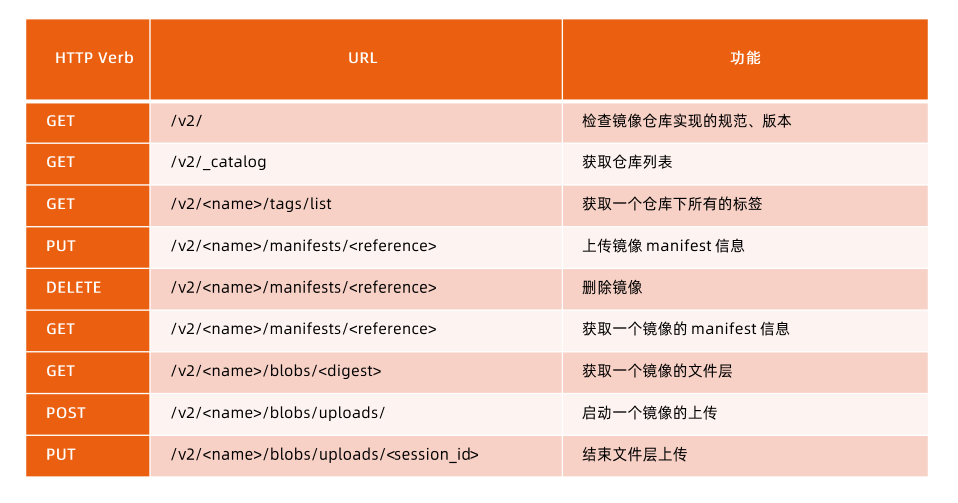 HTTP Verb URL 功能
GET /v2/ 检查镜像仓库实现的规范、版本
GET /v2/_catalog 获取仓库列表
GET /v2/<name>/tags/list 获取一个仓库下所有的标签
PUT /v2/<name>/manifests/<reference> 上传镜像 manifest 信息
DELETE /v2/<name>/manifests/<reference> 删除镜像
GET /v2/<name>/manifests/<reference> 获取一个镜像的 manifest 信息
GET /v2/<name>/blobs/<digest> 获取一个镜像的文件层
POST /v2/<name>/blobs/uploads/ 启动一个镜像的上传
PUT /v2/<name>/blobs/uploads/<session_id> 结束文件层上传